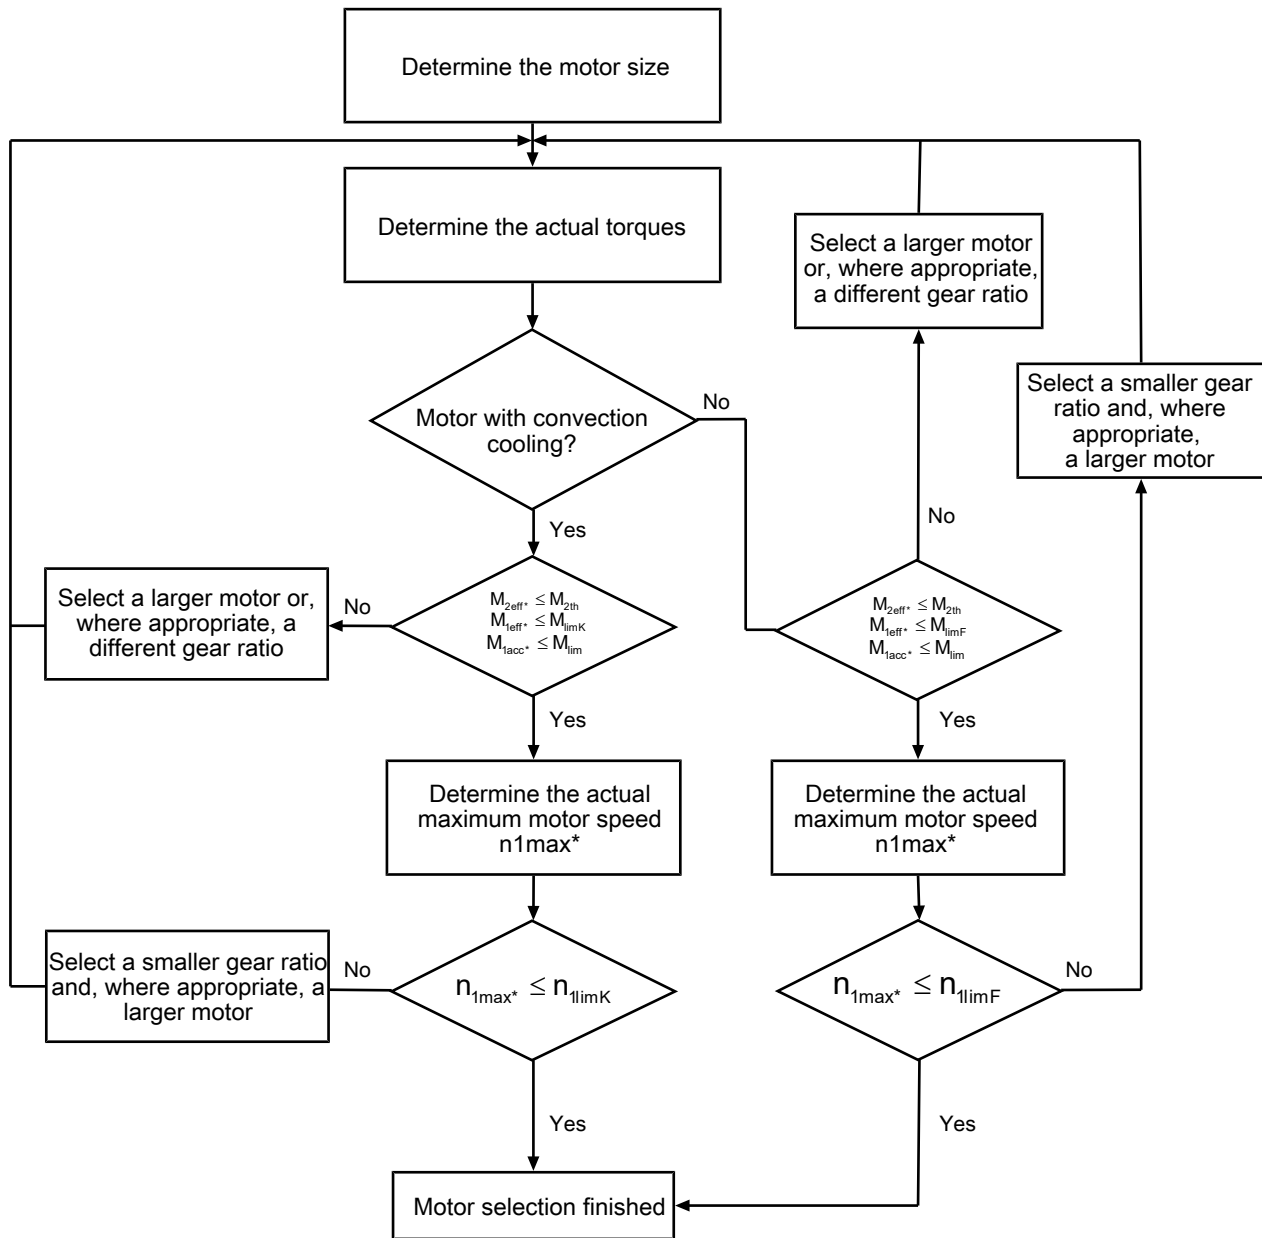 Determine the motor size
Determine the actual torques
Select a larger motor
or, where appropriate,
a different gear ratio
Motor with convection
cooling?
No
Select a smaller gear
ratio and, where
appropriate,
a larger motor
Yes
No
Select a larger motor or,
where appropriate, a
different gear ratio
No
M2eff* ≤ M2th
M1eff* ≤ MlimK
M1acc* ≤ Mlim
M2eff* ≤ M2th
M1eff* ≤ MlimF
M1acc* ≤ Mlim
Yes
Yes
Determine the actual
maximum motor speed
n1max*
Determine the actual
maximum motor speed
n1max*
Select a smaller gear ratio
and, where appropriate, a
larger motor
No
n1max* ≤ n1limK
n1max* ≤ n1limF
No
Yes
Yes
Motor selection finished